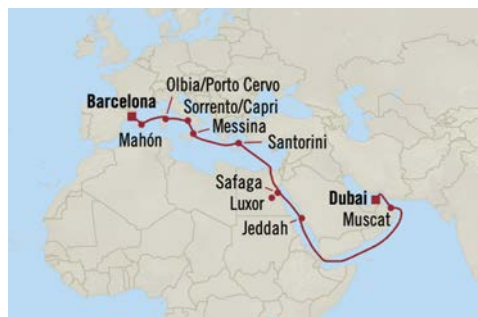 Olbia/Porto Cervo
Barcelona
Sorrento/Capri
Mahón
Messina
Santorini
Safaga
Luxor
Dubai
Muscat
Jeddah